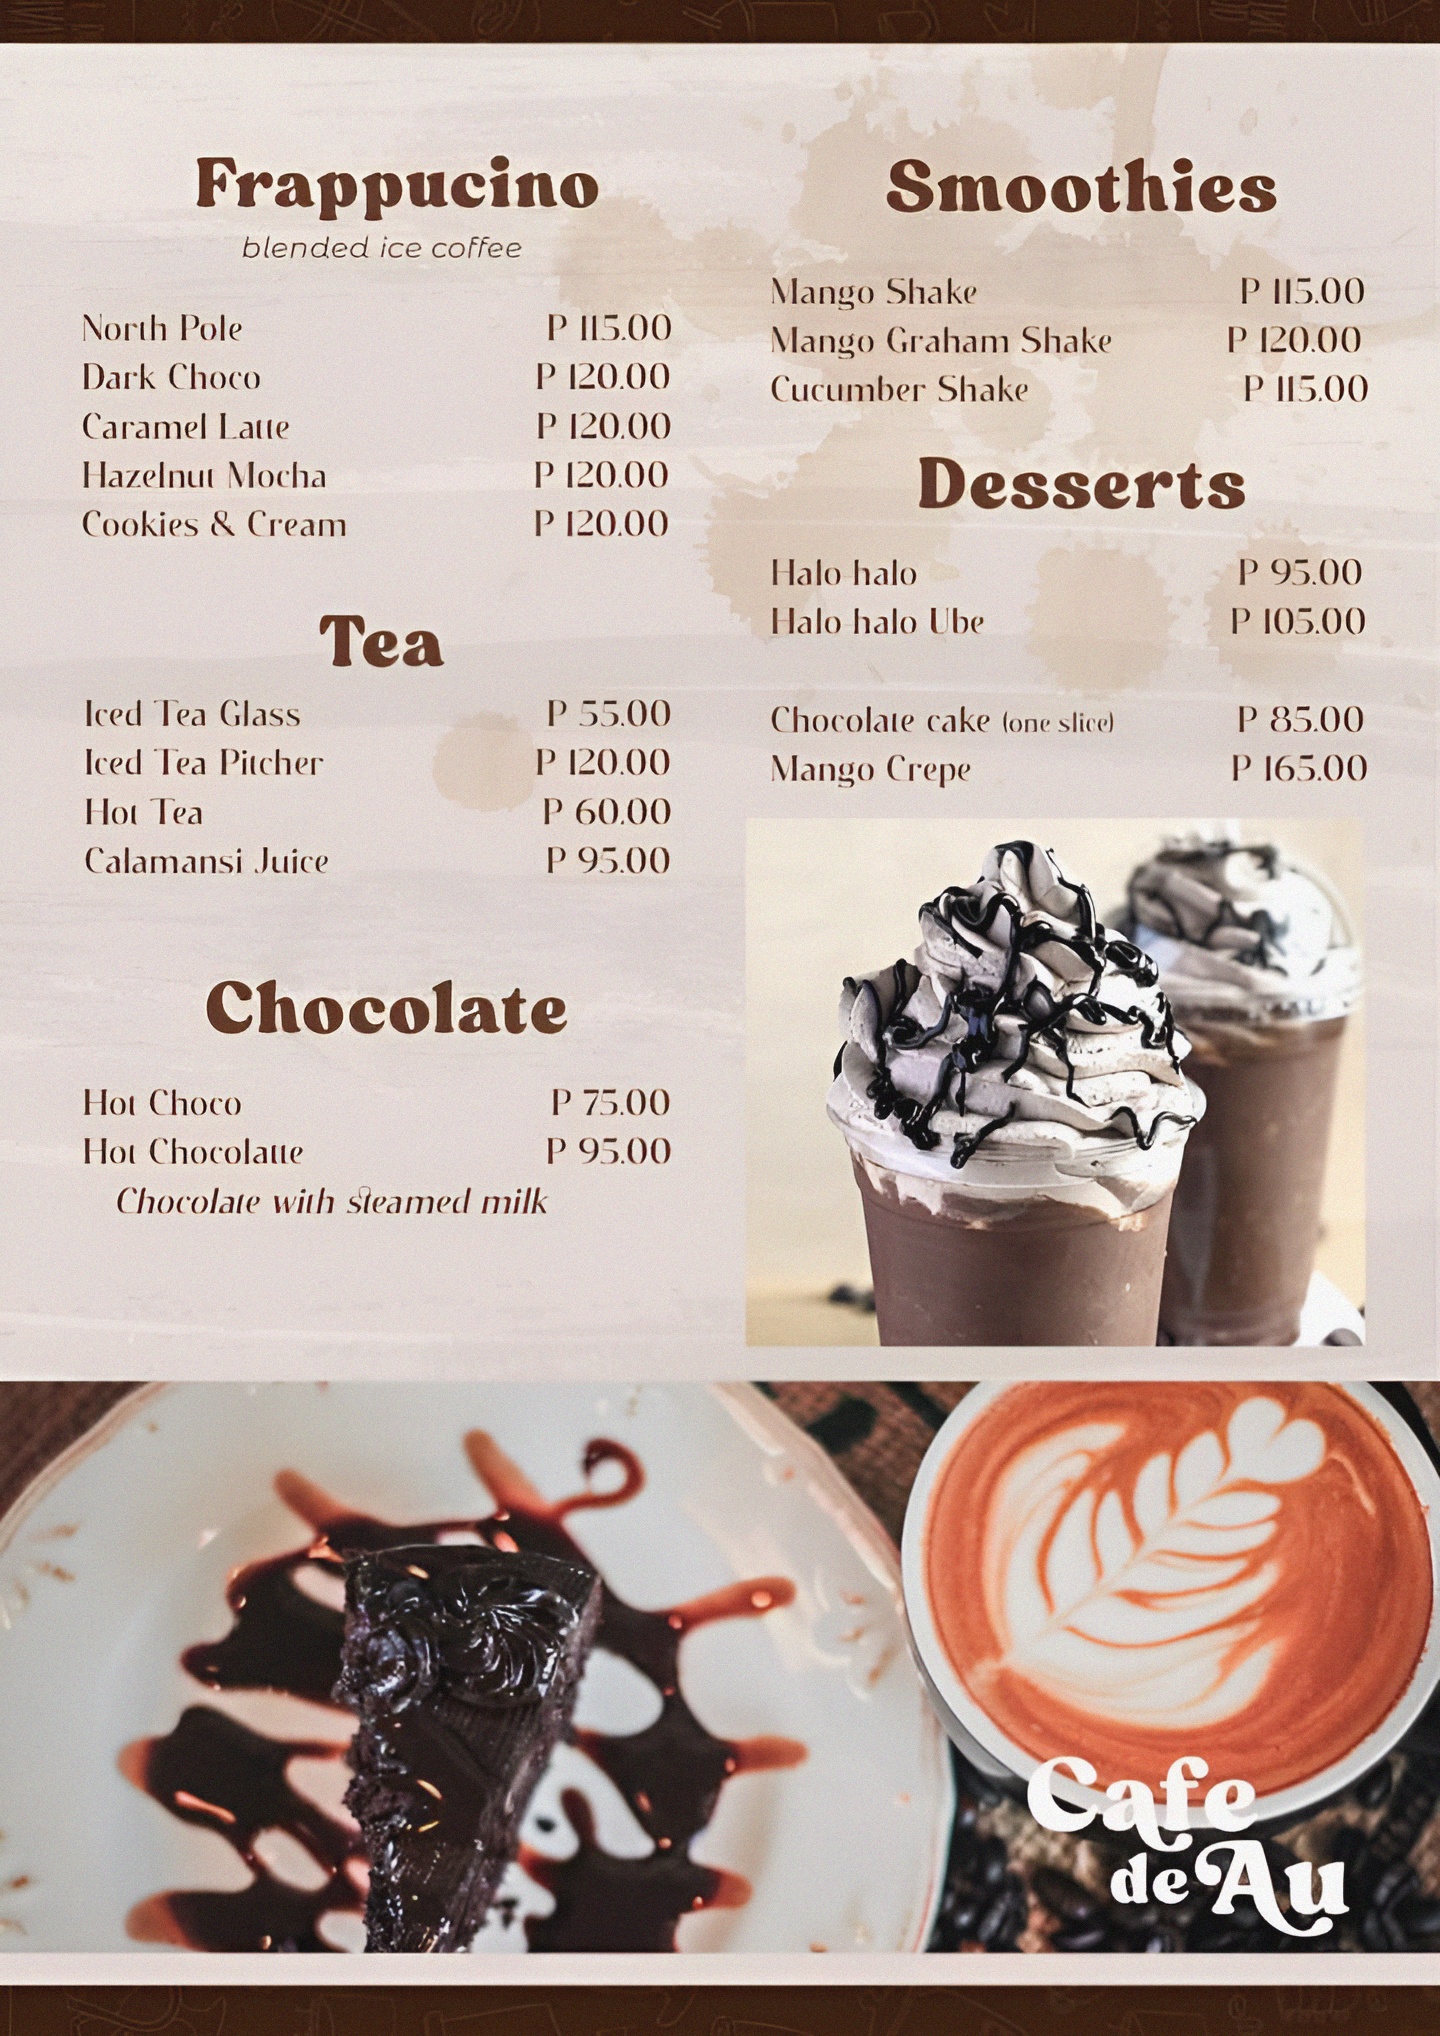 Frappucino
blended ice coffee
North Pole P 115.00
Dark Choco P 120.00
Caramel Latte P 120.00
Hazelnut Mocha P 120.00
Cookies & Cream P 120.00
Tea
Iced Tea Glass P 55.00
Iced Tea Pitcher P 120.00
Hot Tea P 60.00
Calamansi Juice P 95.00
Chocolate
Hot Choco P 75.00
Hot Chocolatte P 95.00
Chocolate with steamed milk
Smoothies
Mango Shake P 115.00
Mango Graham Shake P 120.00
Cucumber Shake P 115.00
Desserts
Halo-halo P 95.00
Halo-halo Ube P 105.00
Chocolate cake (one slice) P 85.00
Mango Crepe P 165.00
Cafe
de Au